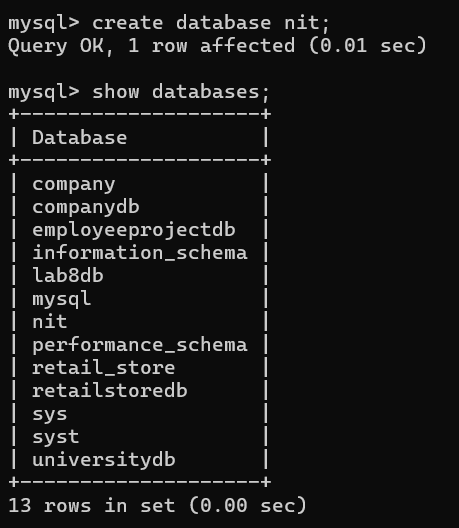 mysql> create database nit;
Query OK, 1 row affected (0.01 sec)

mysql> show databases;
+--------------------+
| Database           |
+--------------------+
| company            |
| companydb          |
| employeeprojectdb  |
| information_schema |
| lab8db             |
| mysql              |
| nit                |
| performance_schema |
| retail_store       |
| retailstoredb      |
| sys                |
| syst               |
| universitydb       |
+--------------------+
13 rows in set (0.00 sec)